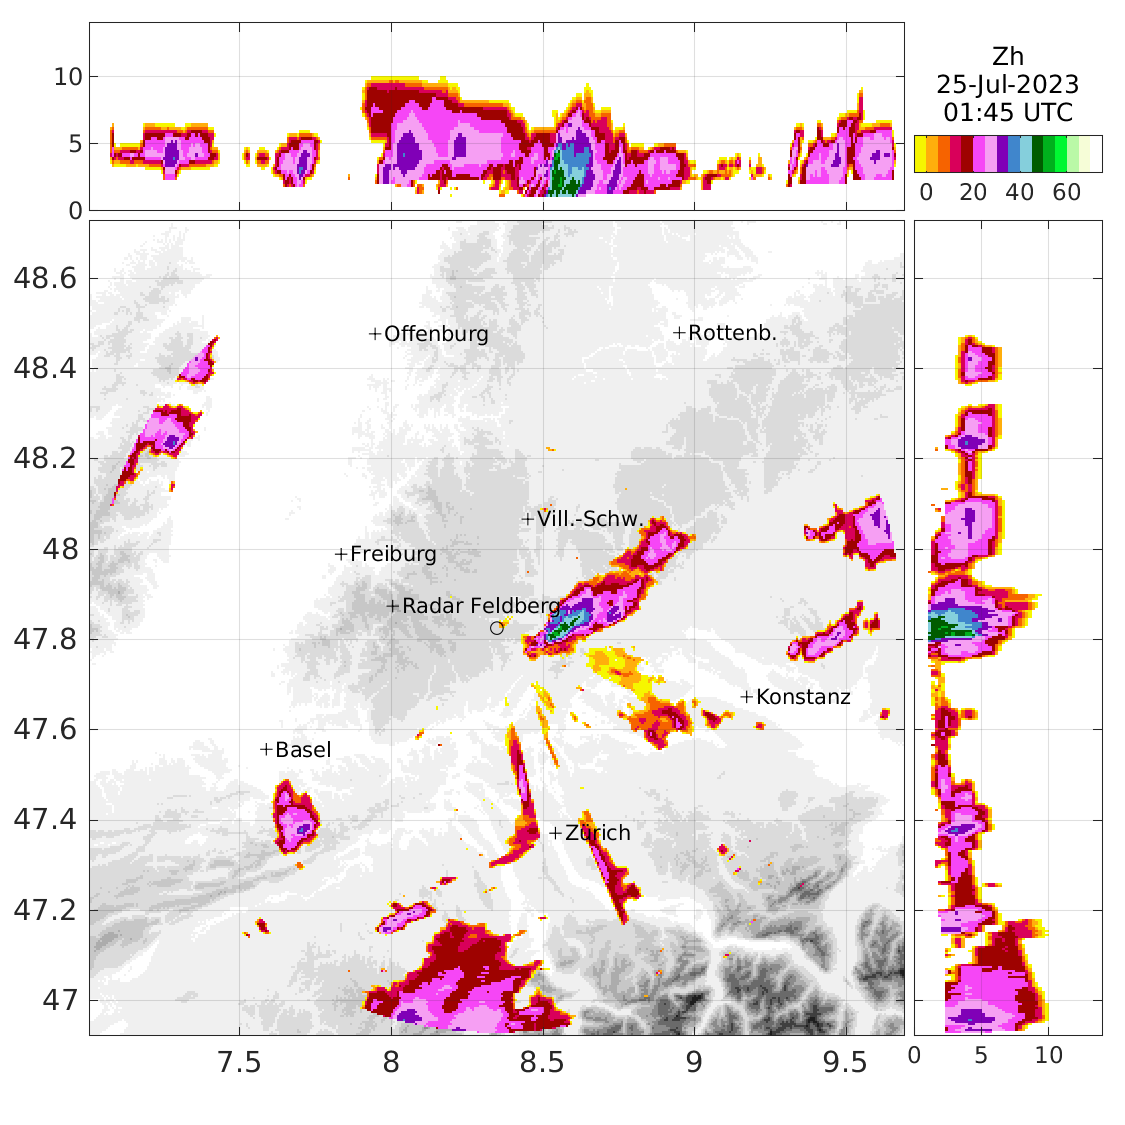 10
5
0
Zh
25-Jul-2023
01:45 UTC
0 20 40 60
48.6
48.4
48.2
48
47.8
47.6
47.4
47.2
47
+Offenburg
+Rottenb.
+Vill.-Schw.
+Freiburg
+Radar Feldberg
+Konstanz
+Basel
+Zürich
7.5 8 8.5 9 9.5
0 5 10